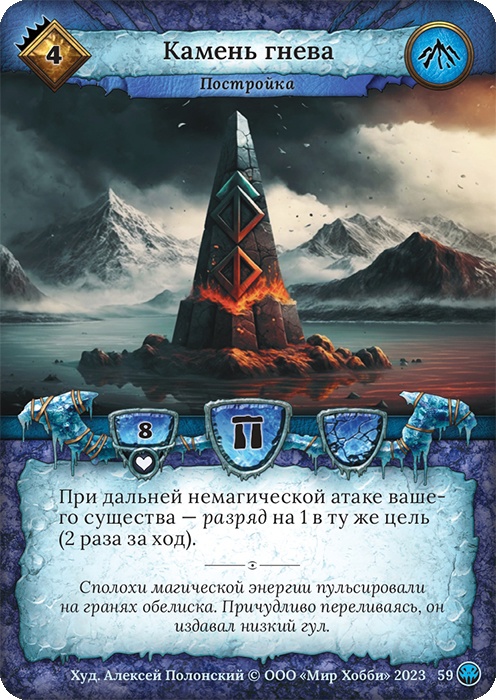 4
Камень гнева
Постройка
8
При дальней немагической атаке ваше-
го существа — разряд на 1 в ту же цель
(2 раза за ход).
Сполохи магической энергии пульсировали
на гранях обелиска. Причудливо переливаясь, он
издавал низкий гул.
Худ. Алексей Полонский © ООО «Мир Хобби» 2023 59